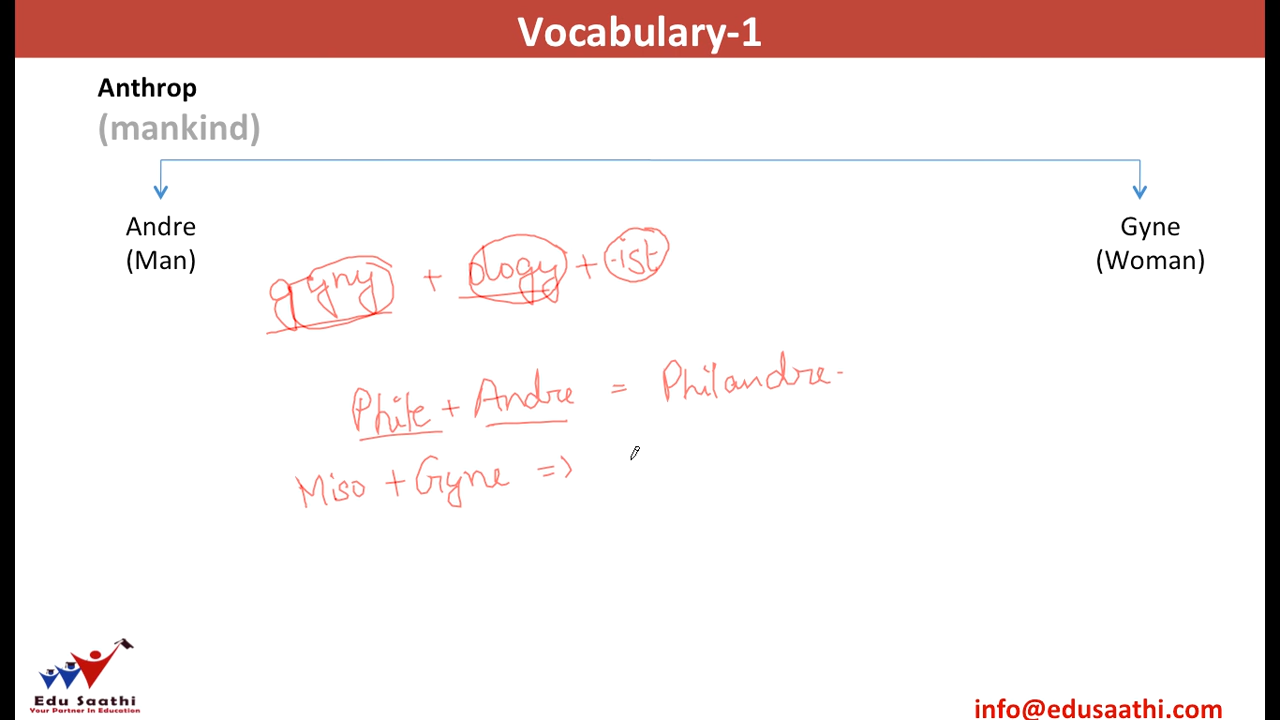 Vocabulary-1
Anthrop
(mankind)
Andre
(Man)
Gyne
(Woman)
gyny + ology + ist
Phile + Andre = Philandre.
Miso + Gyne =>
Edu Saathi
Your Partner In Education
info@edusaathi.com